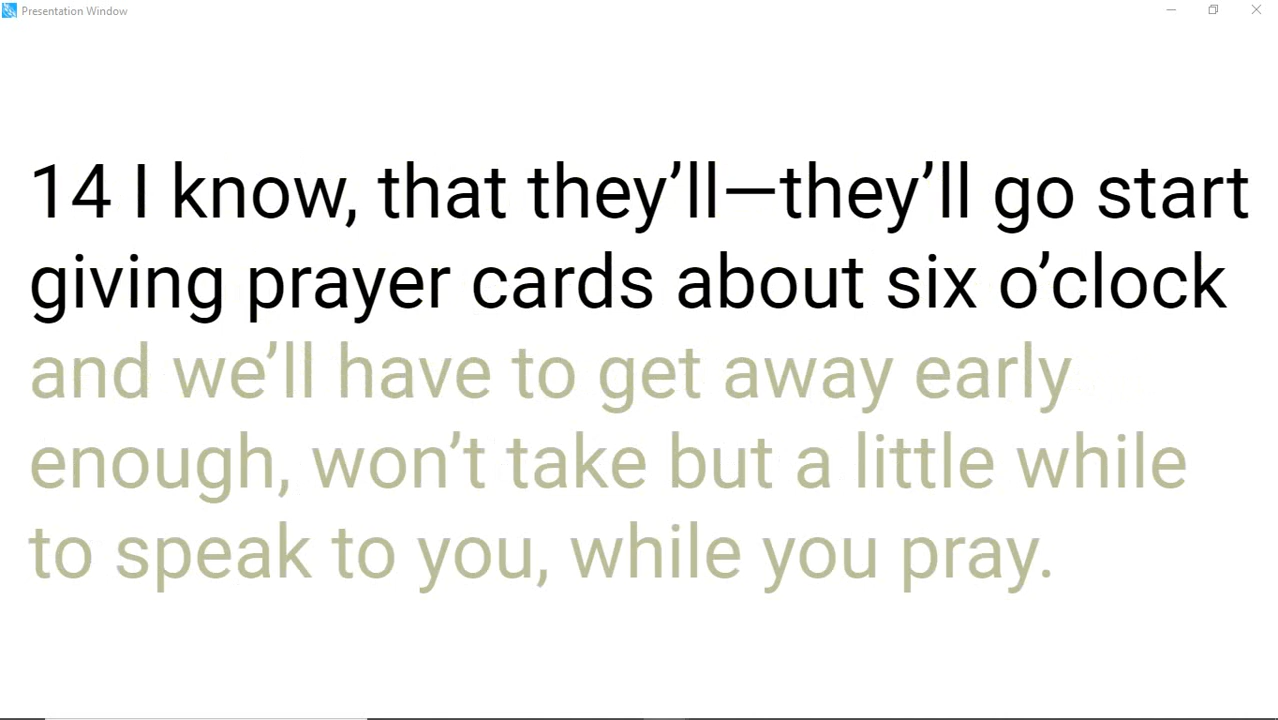 Presentation Window
14 I know, that they’ll—they’ll go start
giving prayer cards about six o’clock
and we’ll have to get away early
enough, won’t take but a little while
to speak to you, while you pray.